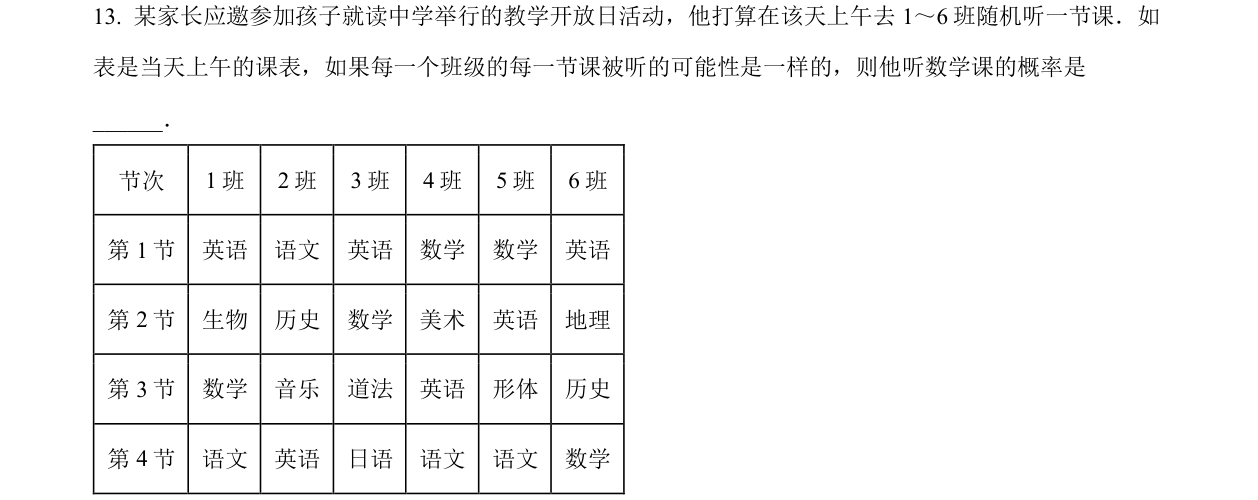 13. 某家长应邀参加孩子就读中学举行的教学开放日活动，他打算在该天上午去 1～6 班随机听一节课．如
表是当天上午的课表，如果每一个班级的每一节课被听的可能性是一样的，则他听数学课的概率是
______．
节次 1 班 2 班 3 班 4 班 5 班 6 班
第 1 节 英语 语文 英语 数学 数学 英语
第 2 节 生物 历史 数学 美术 英语 地理
第 3 节 数学 音乐 道法 英语 形体 历史
第 4 节 语文 英语 日语 语文 语文 数学